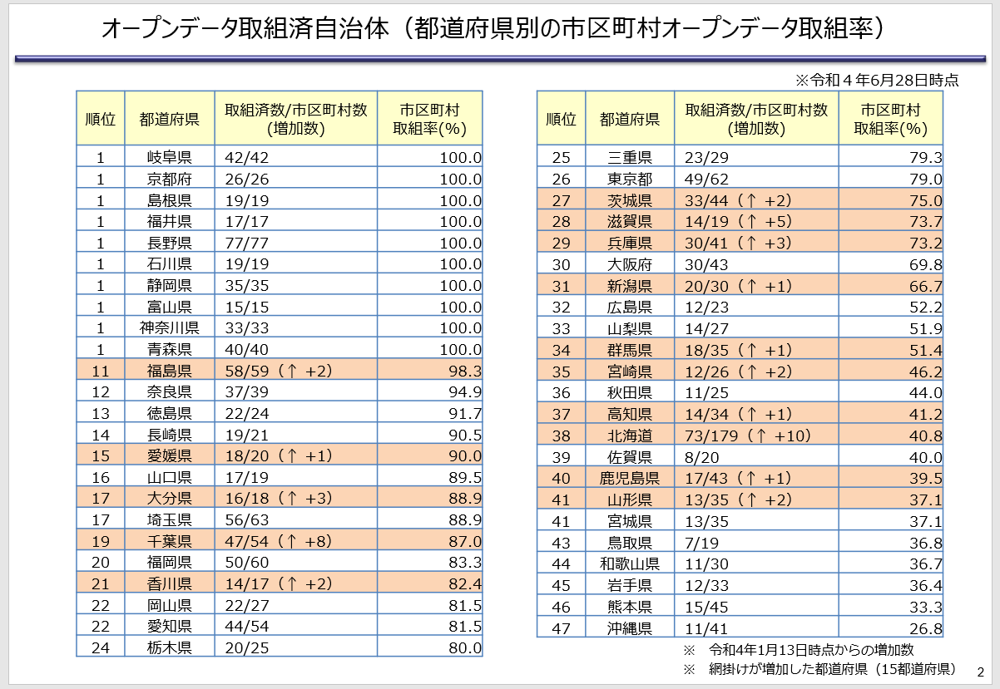 オープンデータ取組済自治体（都道府県別の市区町村オープンデータ取組率）
※令和４年6月28日時点
順位 都道府県 取組済数/市区町村数(増加数) 市区町村取組率(%)
1 岐阜県 42/42 100.0
1 京都府 26/26 100.0
1 島根県 19/19 100.0
1 福井県 17/17 100.0
1 長野県 77/77 100.0
1 石川県 19/19 100.0
1 静岡県 35/35 100.0
1 富山県 15/15 100.0
1 神奈川県 33/33 100.0
1 青森県 40/40 100.0
11 福島県 58/59（↑ +2） 98.3
12 奈良県 37/39 94.9
13 徳島県 22/24 91.7
14 長崎県 19/21 90.5
15 愛媛県 18/20（↑ +1） 90.0
16 山口県 17/19 89.5
17 大分県 16/18（↑ +3） 88.9
17 埼玉県 56/63 88.9
19 千葉県 47/54（↑ +8） 87.0
20 福岡県 50/60 83.3
21 香川県 14/17（↑ +2） 82.4
22 岡山県 22/27 81.5
22 愛知県 44/54 81.5
24 栃木県 20/25 80.0
順位 都道府県 取組済数/市区町村数(増加数) 市区町村取組率(%)
25 三重県 23/29 79.3
26 東京都 49/62 79.0
27 茨城県 33/44（↑ +2） 75.0
28 滋賀県 14/19（↑ +5） 73.7
29 兵庫県 30/41（↑ +3） 73.2
30 大阪府 30/43 69.8
31 新潟県 20/30（↑ +1） 66.7
32 広島県 12/23 52.2
33 山梨県 14/27 51.9
34 群馬県 18/35（↑ +1） 51.4
35 宮崎県 12/26（↑ +2） 46.2
36 秋田県 11/25 44.0
37 高知県 14/34（↑ +1） 41.2
38 北海道 73/179（↑ +10） 40.8
39 佐賀県 8/20 40.0
40 鹿児島県 17/43（↑ +1） 39.5
41 山形県 13/35（↑ +2） 37.1
41 宮城県 13/35 37.1
43 鳥取県 7/19 36.8
44 和歌山県 11/30 36.7
45 岩手県 12/33 36.4
46 熊本県 15/45 33.3
47 沖縄県 11/41 26.8
※　令和4年1月13日時点からの増加数
※　網掛けが増加した都道府県（15都道府県）
2